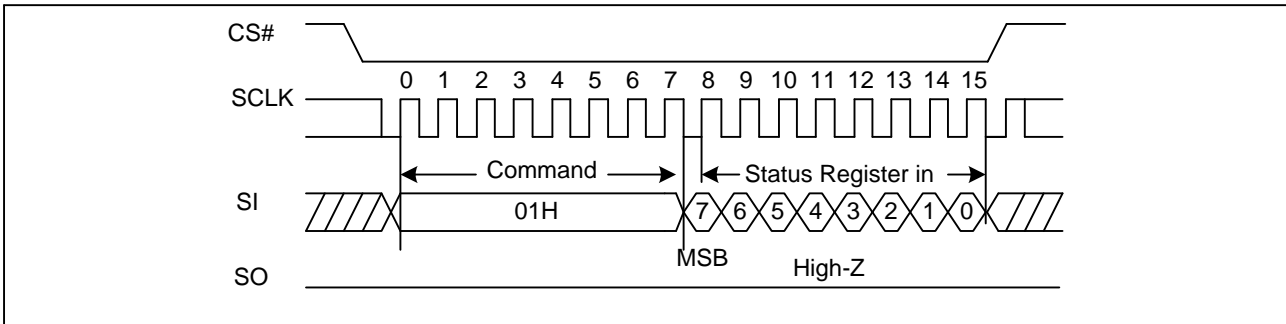 CS#
0 1 2 3 4 5 6 7 8 9 10 11 12 13 14 15
SCLK
Command Status Register in
SI 01H 7 6 5 4 3 2 1 0
MSB High-Z
SO